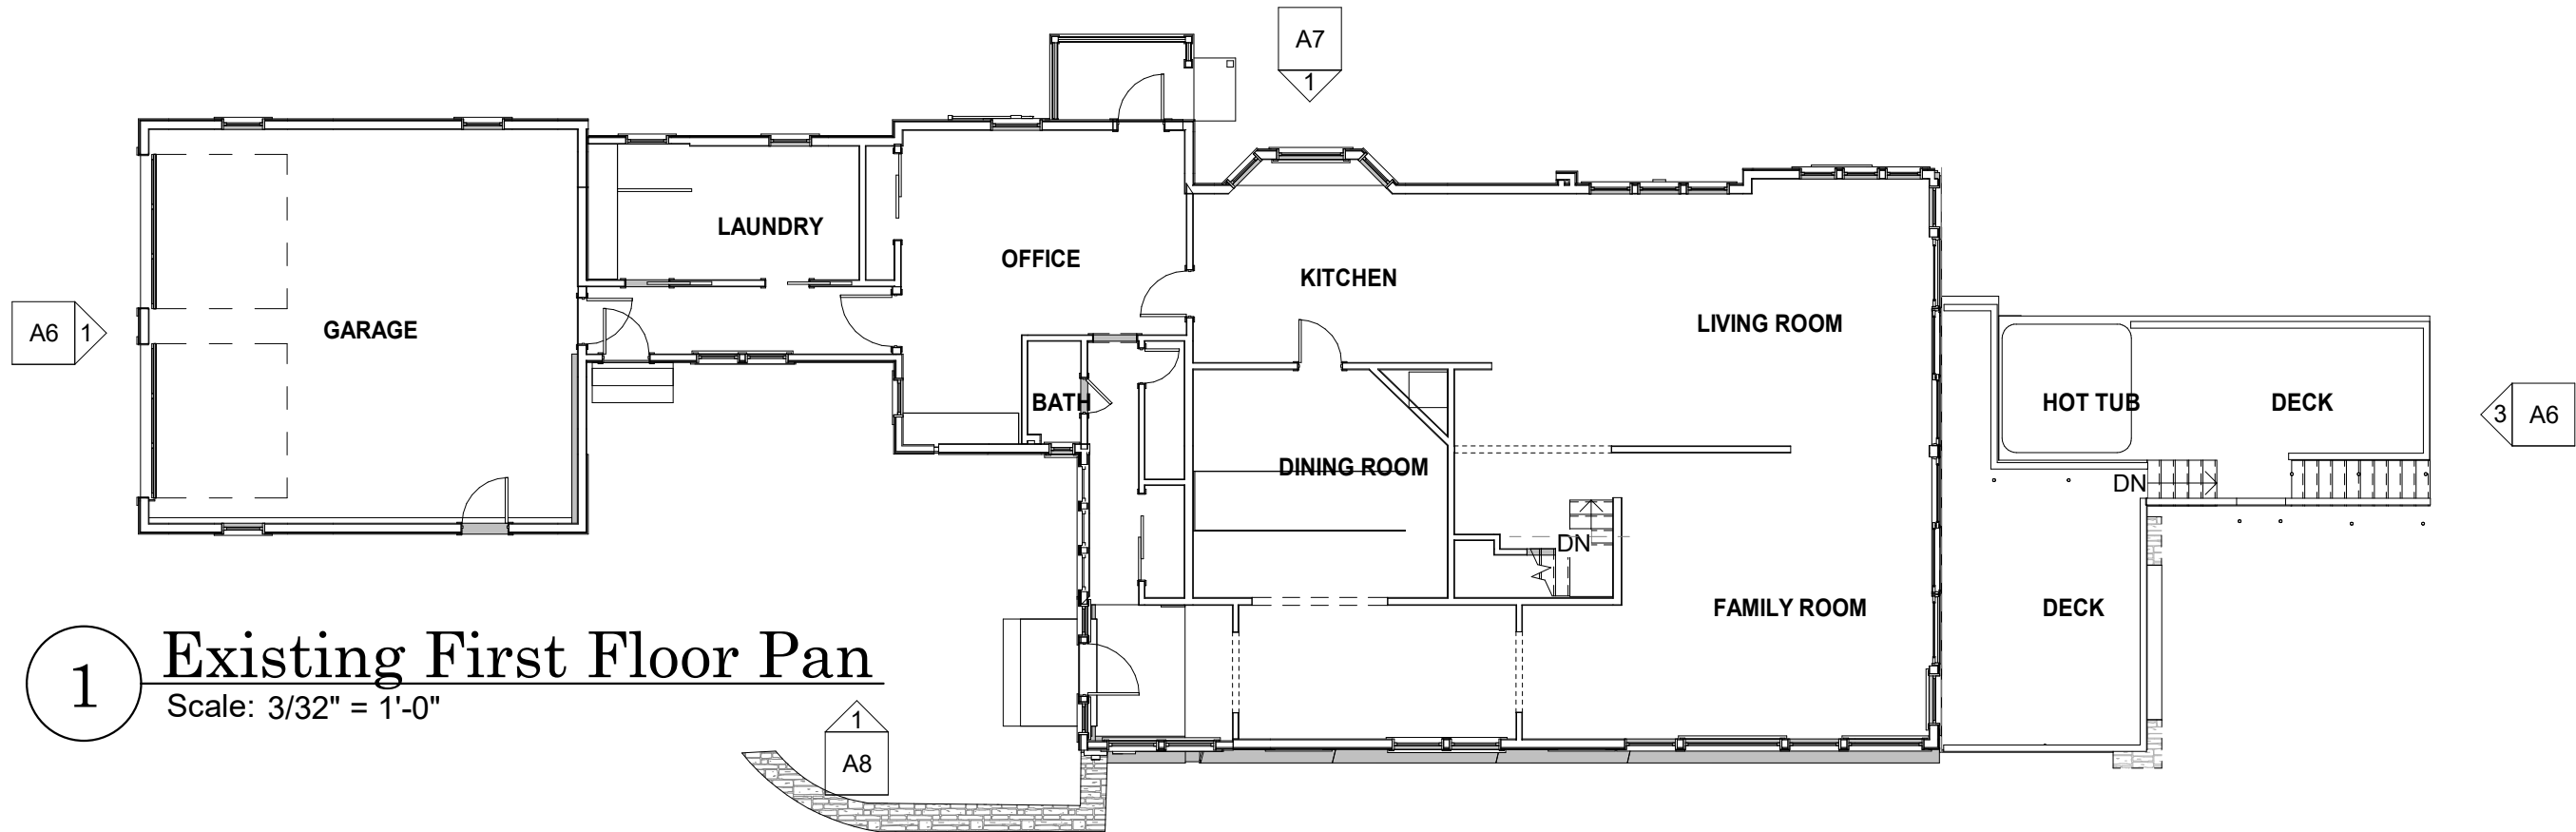 A7
1
LAUNDRY
OFFICE
KITCHEN
LIVING ROOM
GARAGE
A6 1
BATH
HOT TUB
DECK
3 A6
DINING ROOM
DN
DN
FAMILY ROOM
DECK
1
Existing First Floor Pan
Scale: 3/32" = 1'-0"
1
A8